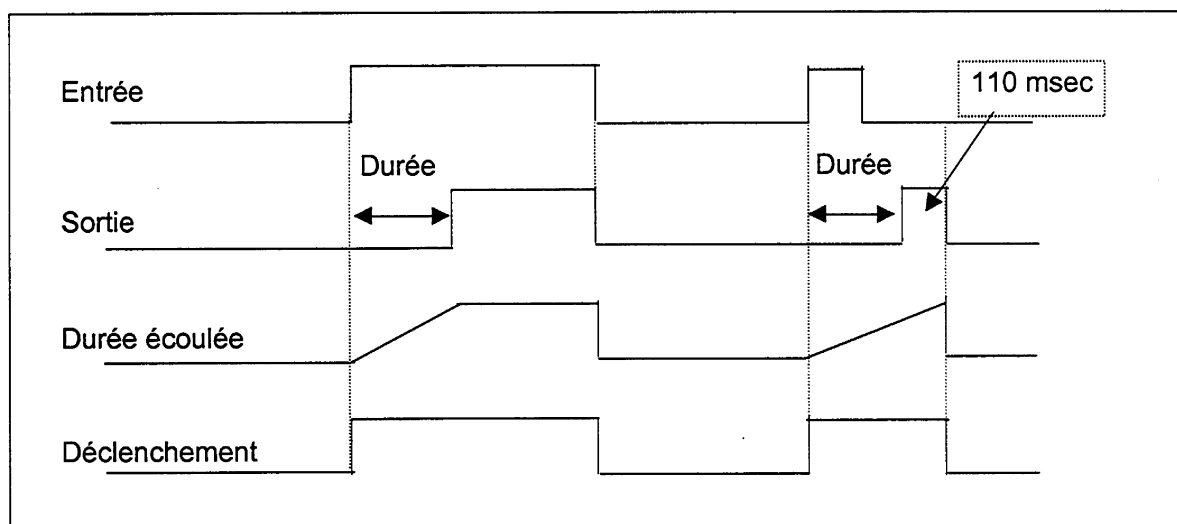 Entrée
110 msec
Durée
Durée
Sortie
Durée écoulée
Déclenchement